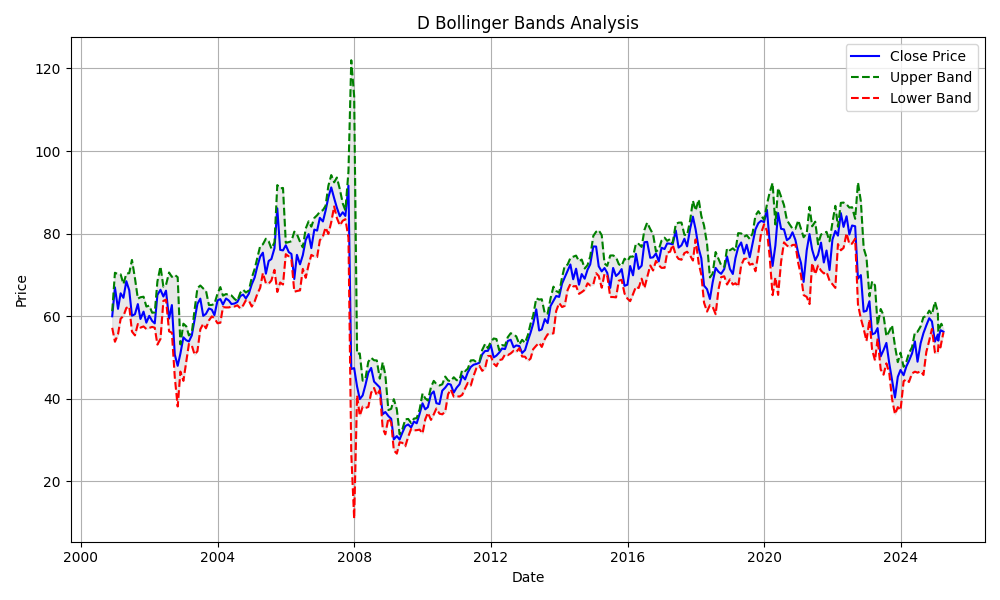 D Bollinger Bands Analysis
Close Price
Upper Band
Lower Band
Price
120
100
80
60
40
20
2000
2004
2008
2012
2016
2020
2024
Date